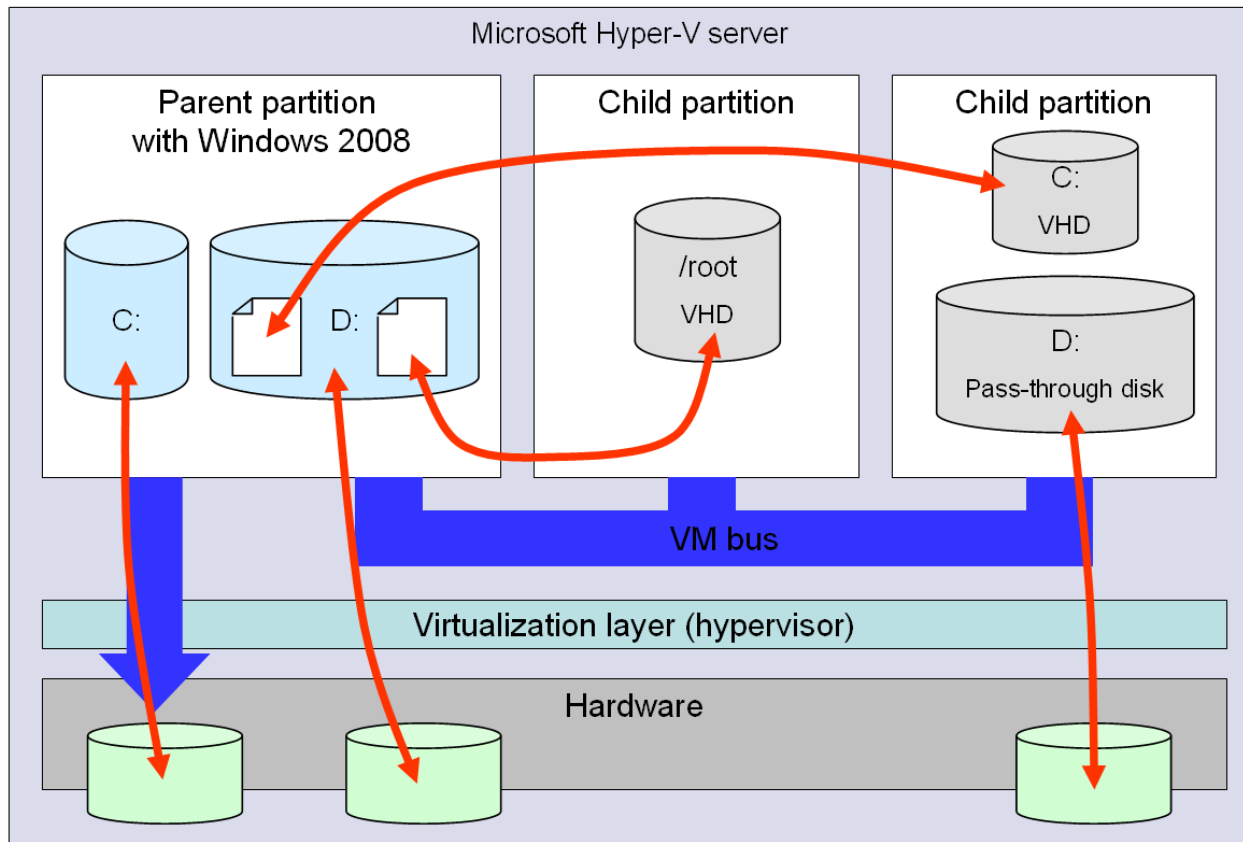 Microsoft Hyper-V server
Parent partition
with Windows 2008
C:
D:
Child partition
/root
VHD
Child partition
C:
VHD
D:
Pass-through disk
VM bus
Virtualization layer (hypervisor)
Hardware